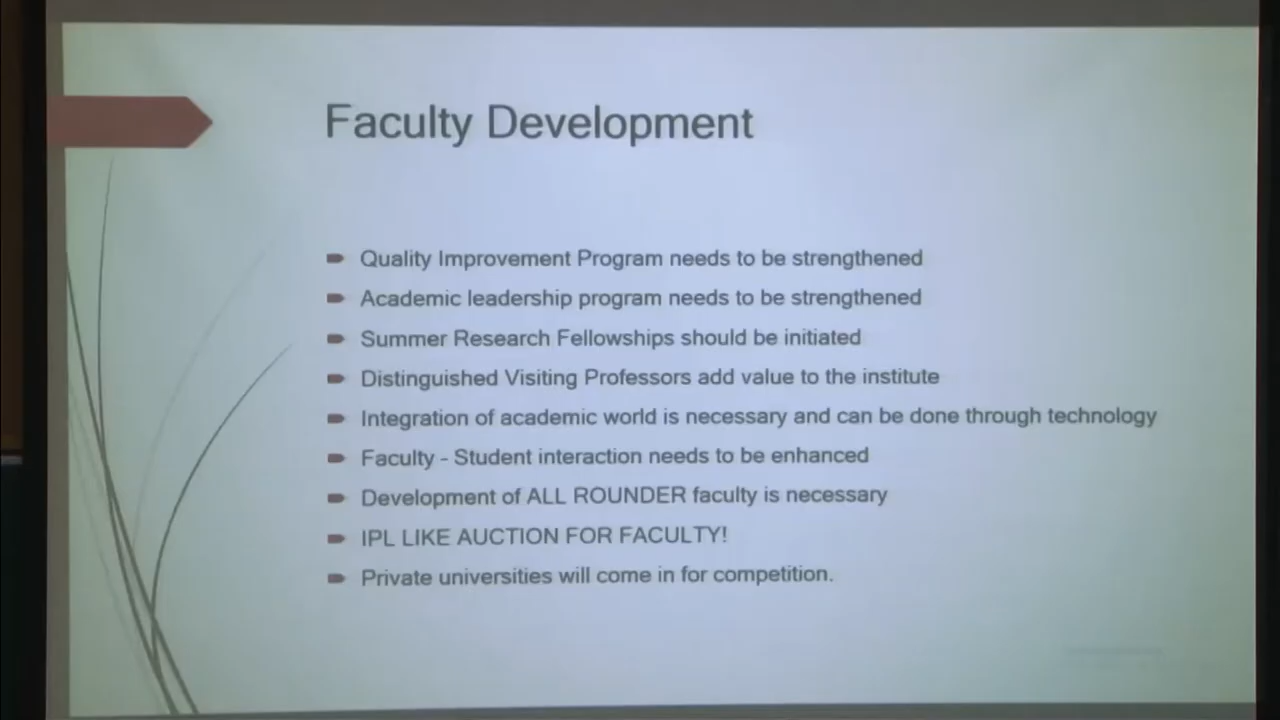 Faculty Development
Quality Improvement Program needs to be strengthened
Academic leadership program needs to be strengthened
Summer Research Fellowships should be initiated
Distinguished Visiting Professors add value to the institute
Integration of academic world is necessary and can be done through technology
Faculty - Student interaction needs to be enhanced
Development of ALL ROUNDER faculty is necessary
IPL LIKE AUCTION FOR FACULTY!
Private universities will come in for competition.